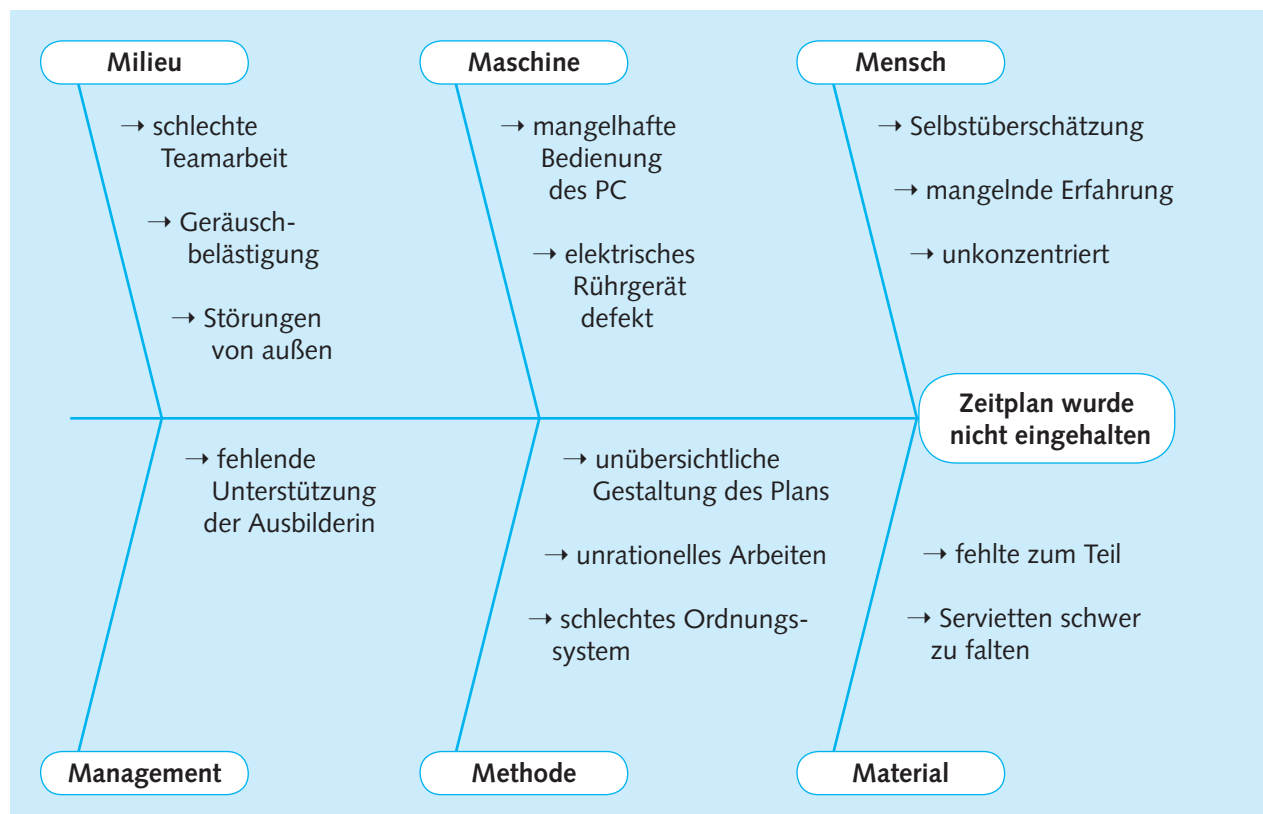 Milieu
→ schlechte
Teamarbeit
→ Geräusch-
belästigung
→ Störungen
von außen
Maschine
→ mangelhafte
Bedienung
des PC
→ elektrisches
Rührgerät
defekt
Mensch
→ Selbstüberschätzung
→ mangelnde Erfahrung
→ unkonzentriert
Zeitplan wurde
nicht eingehalten
→ fehlende
Unterstützung
der Ausbilderin
Management
→ unübersichtliche
Gestaltung des Plans
→ unrationelles Arbeiten
→ schlechtes Ordnungs-
system
Methode
→ fehlte zum Teil
→ Servietten schwer
zu falten
Material